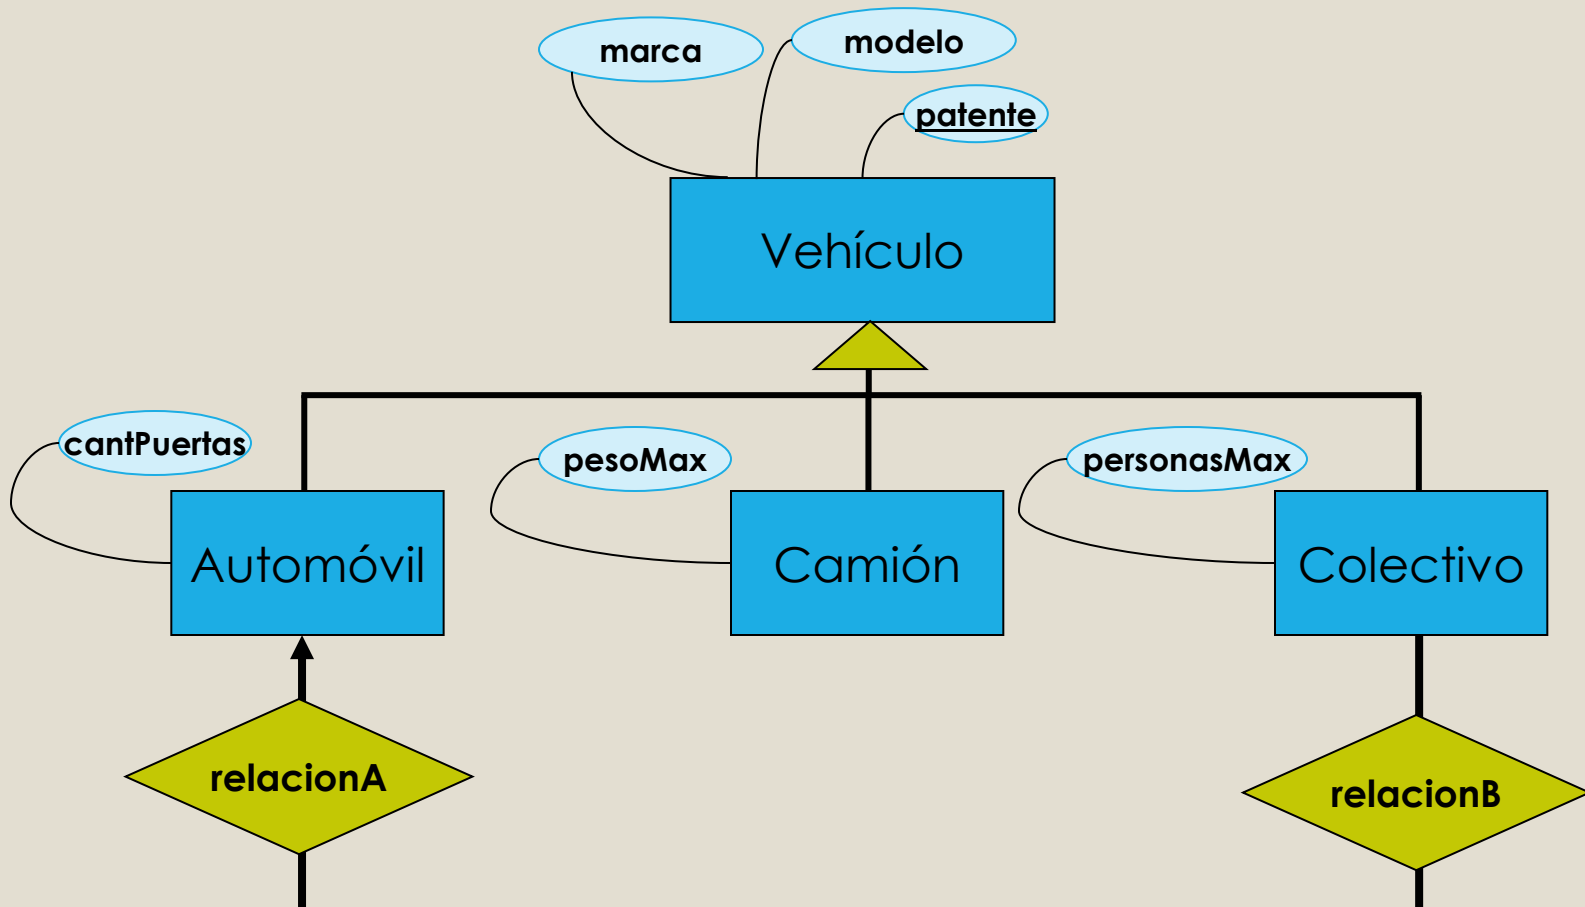 marca
modelo
patente
Vehículo
cantPuertas
pesoMax
personasMax
Automóvil
Camión
Colectivo
relacionA
relacionB